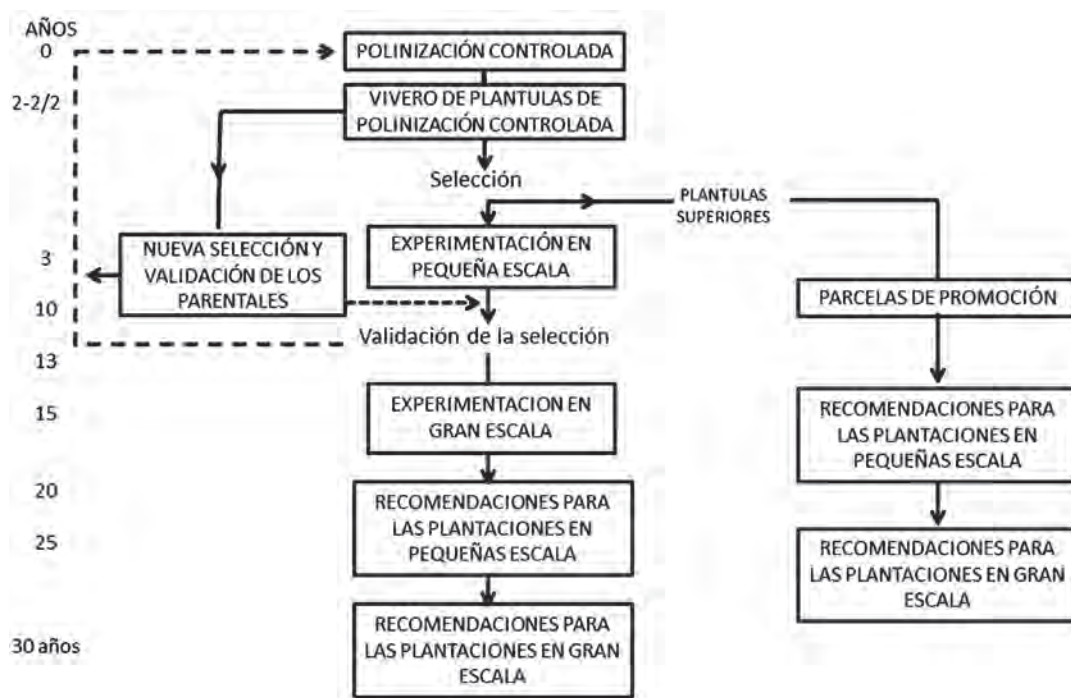 AÑOS
0
POLINIZACIÓN CONTROLADA
2-2/2
VIVERO DE PLANTULAS DE
POLINIZACIÓN CONTROLADA
Selección
PLANTULAS
SUPERIORES
NUEVA SELECCIÓN Y
VALIDACIÓN DE LOS
PARENTALES
EXPERIMENTACIÓN EN
PEQUEÑA ESCALA
3
10
PARCELAS DE PROMOCIÓN
Validación de la selección
13
EXPERIMENTACION EN
GRAN ESCALA
15
RECOMENDACIONES PARA
LAS PLANTACIONES EN
PEQUEÑAS ESCALA
20
RECOMENDACIONES PARA
LAS PLANTACIONES EN
PEQUEÑAS ESCALA
25
RECOMENDACIONES PARA
LAS PLANTACIONES EN GRAN
ESCALA
30 años
RECOMENDACIONES PARA
LAS PLANTACIONES EN GRAN
ESCALA